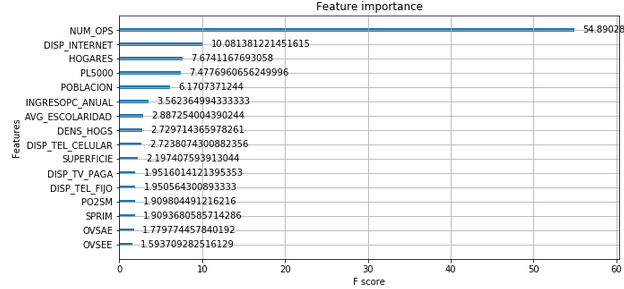 Feature importance
NUM_OPS 54.89028
DISP_INTERNET 10.081381221451615
HOGARES 7.6741167693058
PL5000 7.4776960656249996
POBLACION 6.1707371244
INGRESOPC_ANUAL 3.562364994333333
AVG_ESCOLARIDAD 2.887254004390244
DENS_HOGS 2.729714365978261
DISP_TEL_CELULAR 2.7238074300882356
SUPERFICIE 2.197407593913044
DISP_TV_PAGA 1.9516014121395353
DISP_TEL_FIJO 1.950564300893333
PO2SM 1.909804491216216
SPRIM 1.9093680585714286
OVSAE 1.779774457840192
OVSEE 1.593709282516129
Features
0 10 20 30 40 50 60
F score